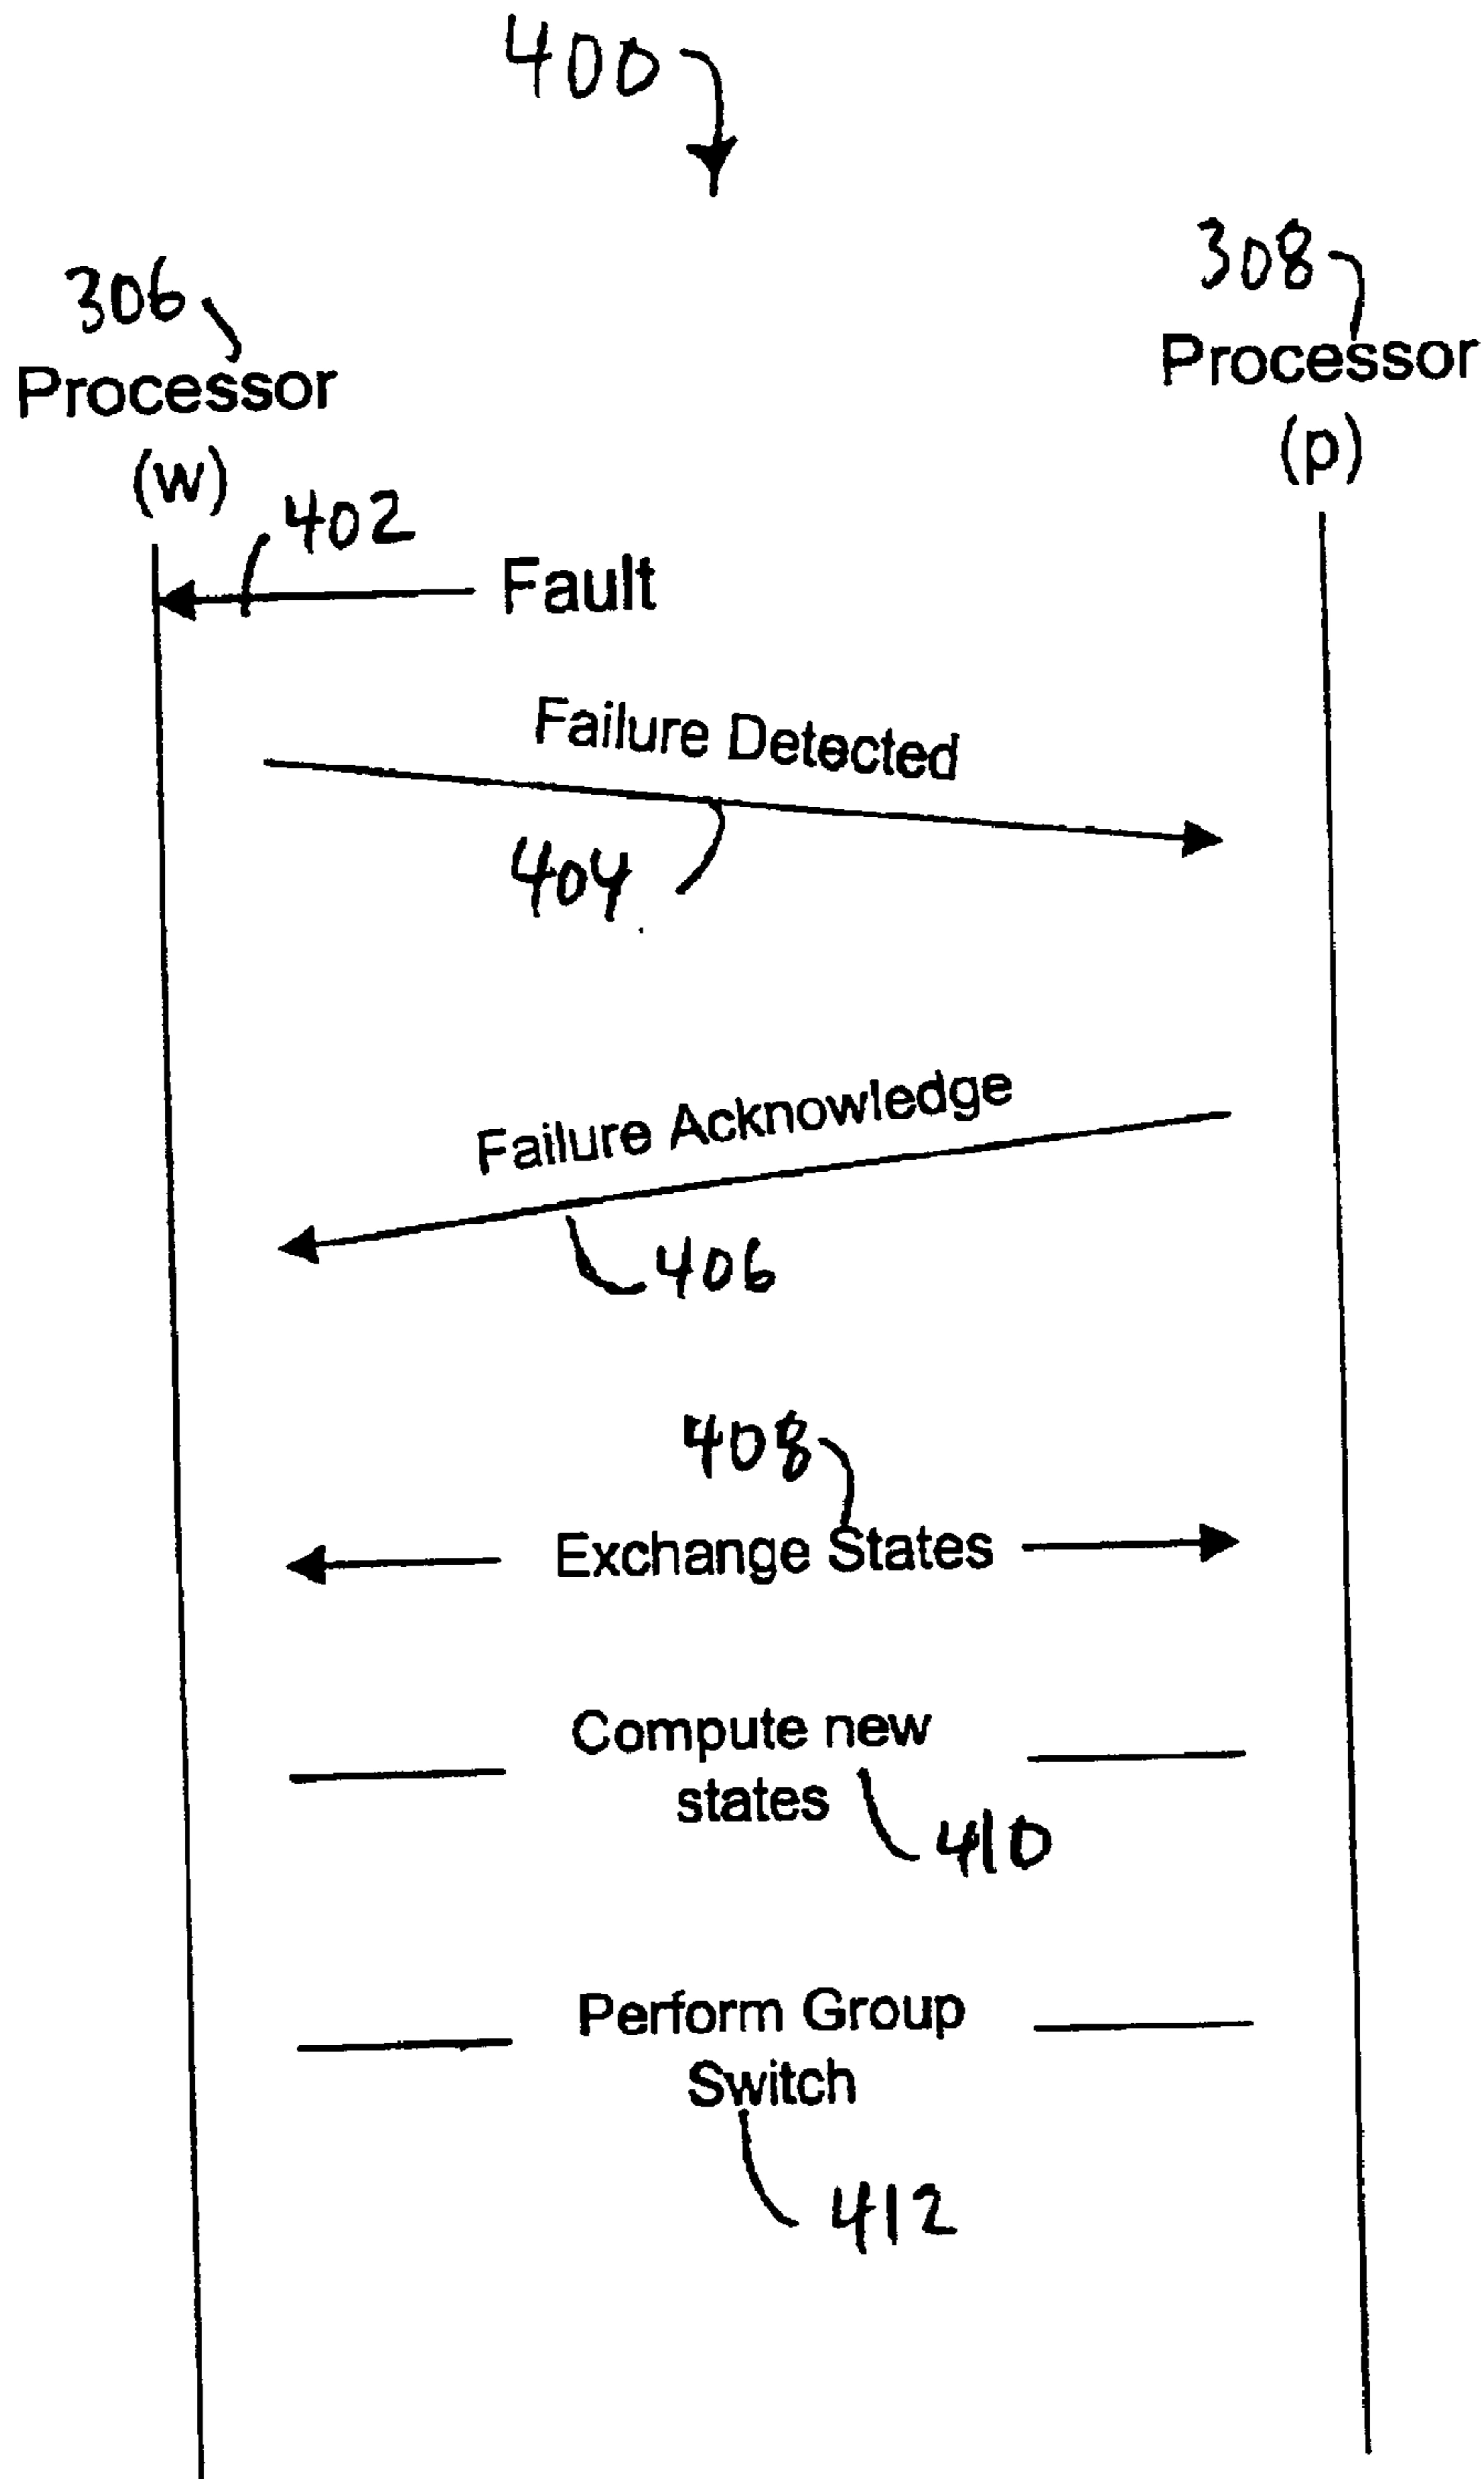 400
306
308
Processor
Processor
(w)
(p)
402
Fault
Failure Detected
404
Failure Acknowledge
406
408
Exchange States
Compute new
states
410
Perform Group
Switch
412